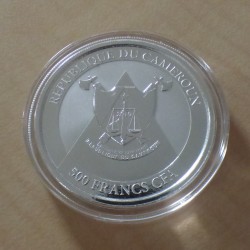 REPUBLIQUE DU CAMEROUN
500 FRANCS CFA